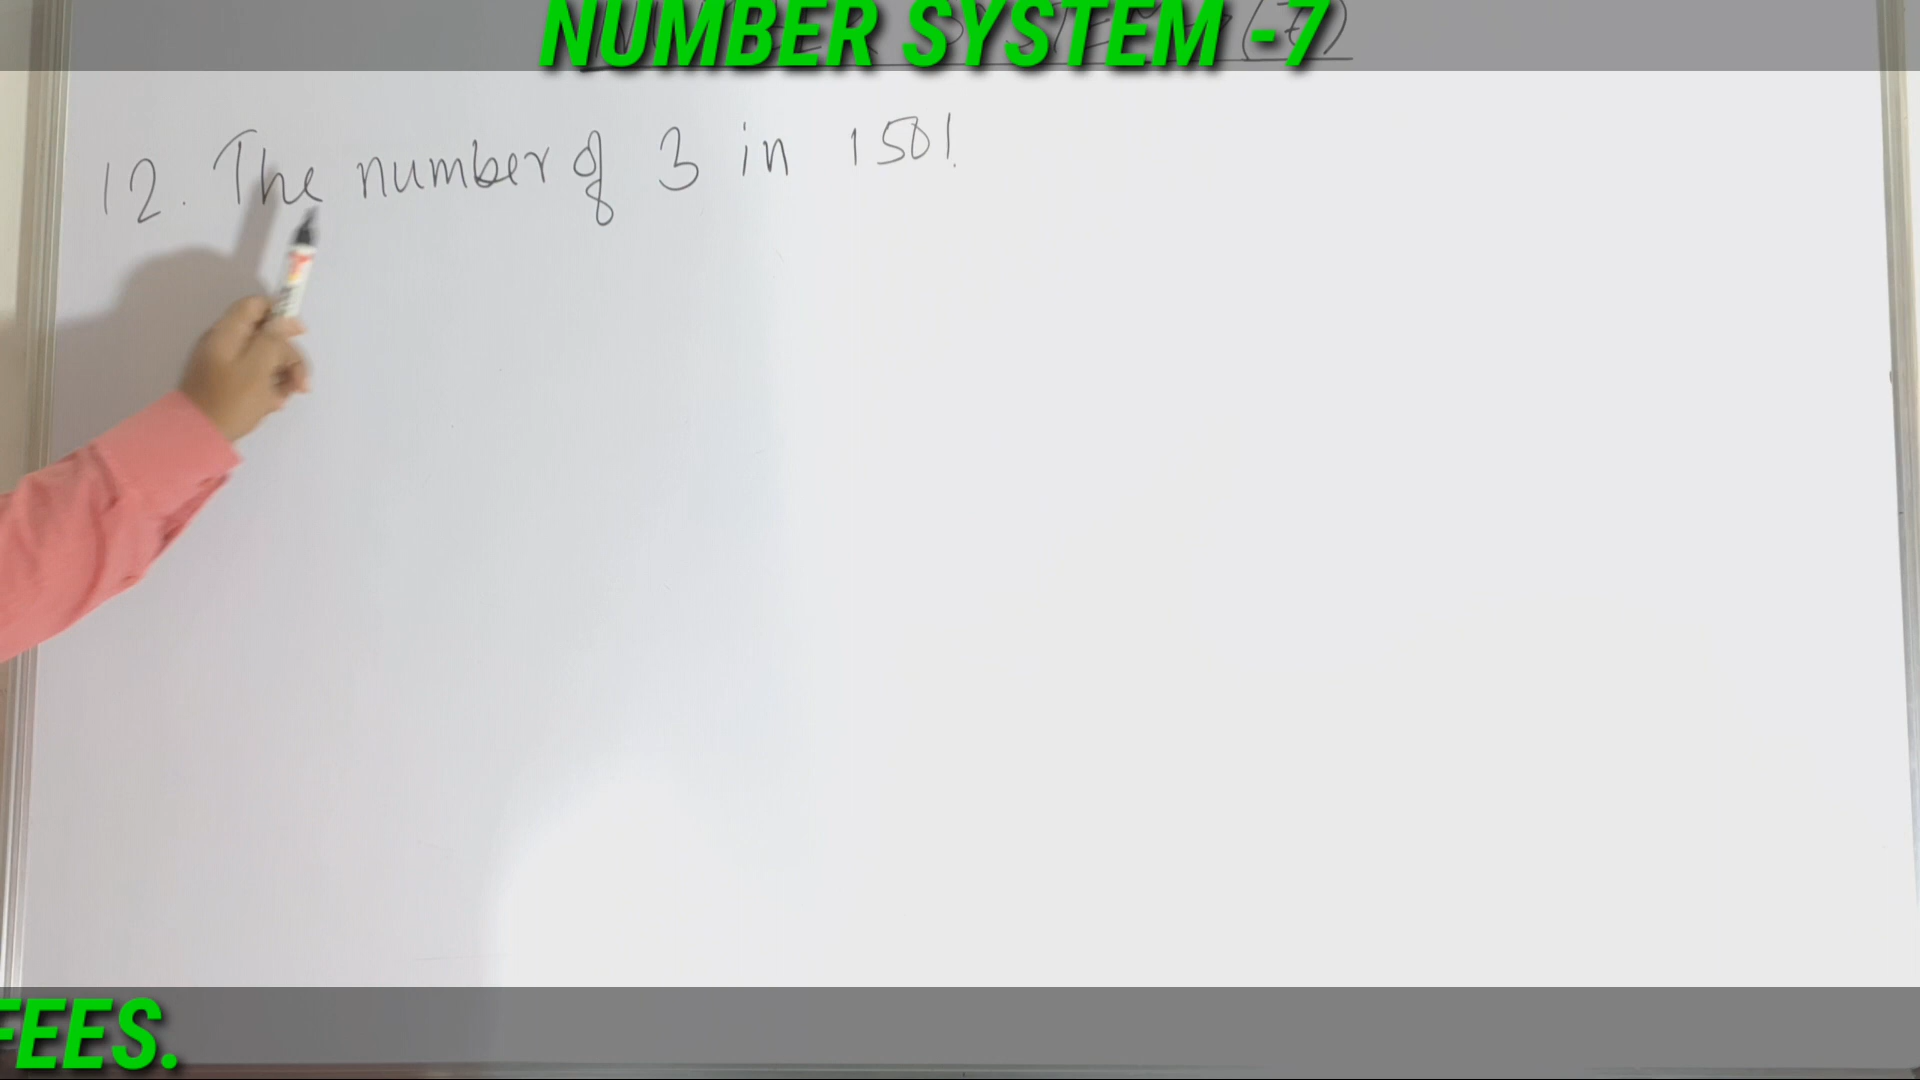 NUMBER SYSTEM -7
12. The number of 3 in 150!
FEES.